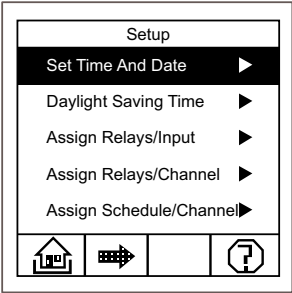 Setup
Set Time And Date
Daylight Saving Time
Assign Relays/Input
Assign Relays/Channel
Assign Schedule/Channel
?